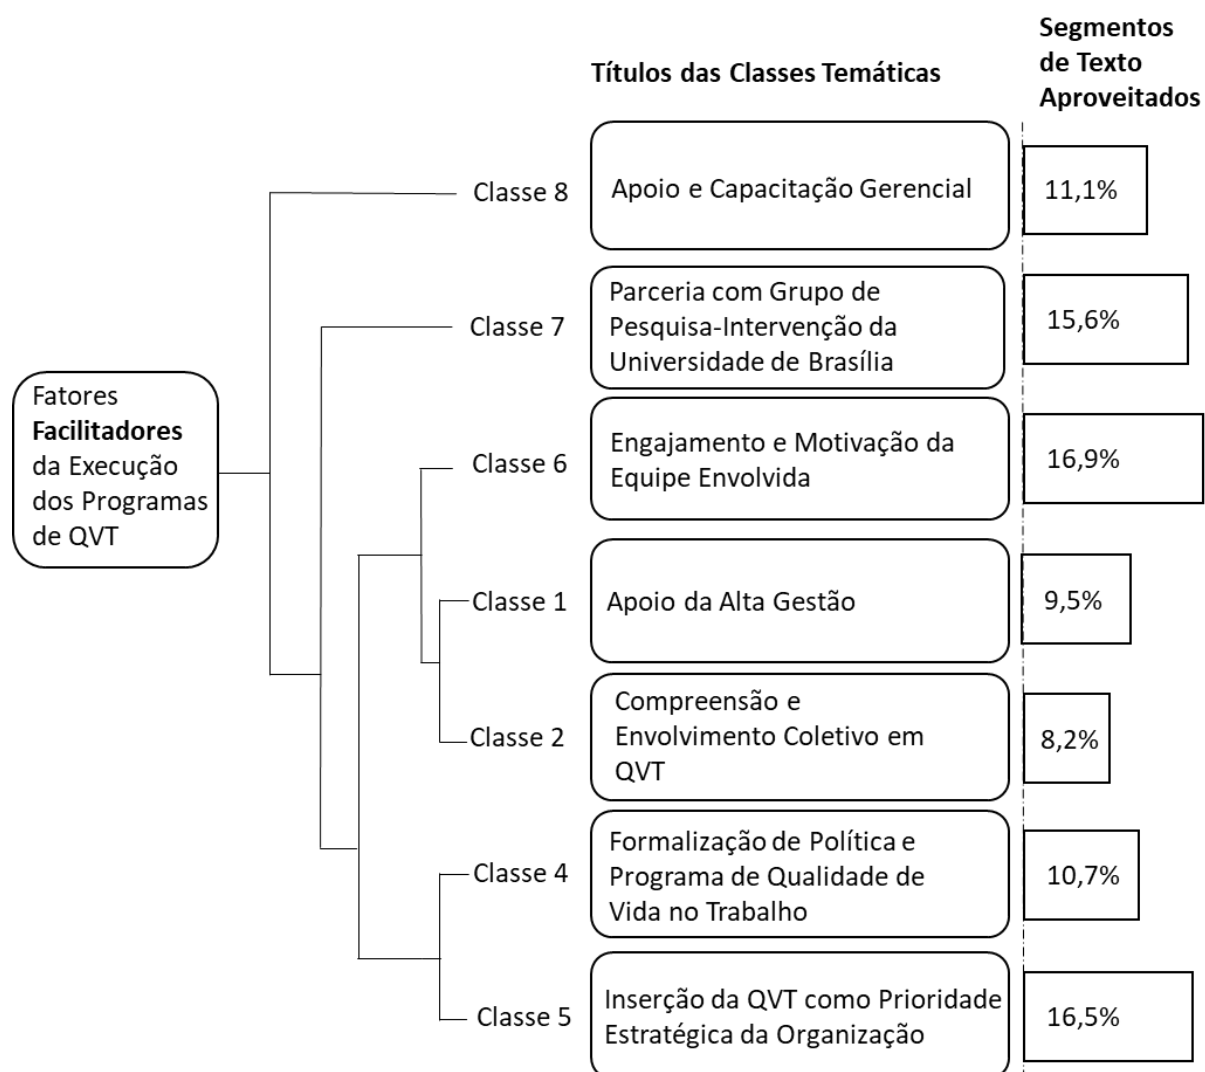 Segmentos
de Texto
Aproveitados
Títulos das Classes Temáticas
Classe 8
Apoio e Capacitação Gerencial
11,1%
Classe 7
Parceria com Grupo de
Pesquisa-Intervenção da
Universidade de Brasília
15,6%
Fatores
Facilitadores
da Execução
dos Programas
de QVT
Classe 6
Engajamento e Motivação da
Equipe Envolvida
16,9%
Classe 1
Apoio da Alta Gestão
9,5%
Classe 2
Compreensão e
Envolvimento Coletivo em
QVT
8,2%
Classe 4
Formalização de Política e
Programa de Qualidade de
Vida no Trabalho
10,7%
Classe 5
Inserção da QVT como Prioridade
Estratégica da Organização
16,5%